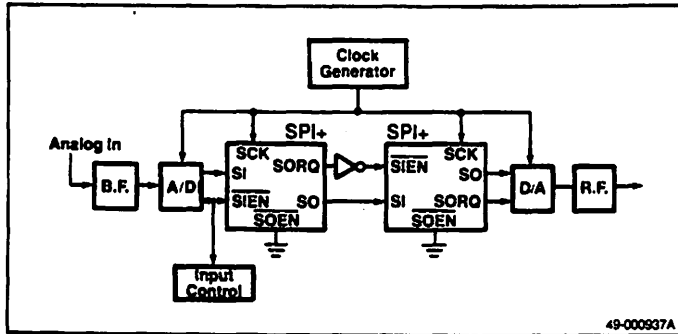 Clock
Generator
SPI+
SPI+
Analog in
B.F.
A/D
SCK
SI
SORQ
SIEN
SO
SOEN
SCK
SIEN
SO
SI
SORQ
SOEN
D/A
R.F.
Input
Control
49-000937A